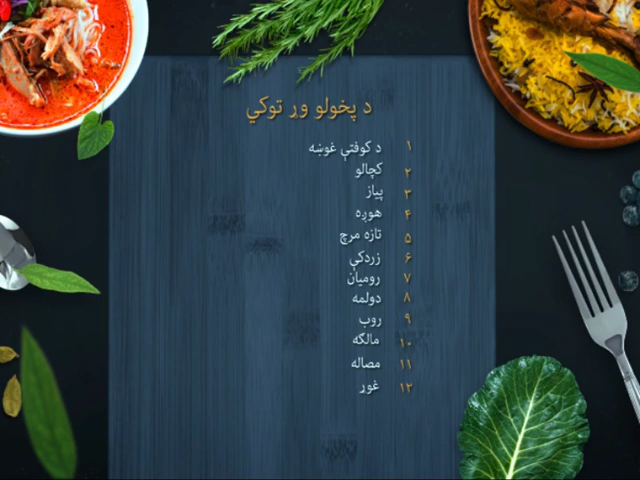 د پخولو وړ توکي
۱ د کوفتې غوښه
۲ کچالو
۳ پیاز
۴ هوږه
۵ تازه مرچ
۶ زردکې
۷ رومیان
۸ دولمه
۹ روب
۱۰ مالګه
۱۱ مصاله
۱۲ غوړ